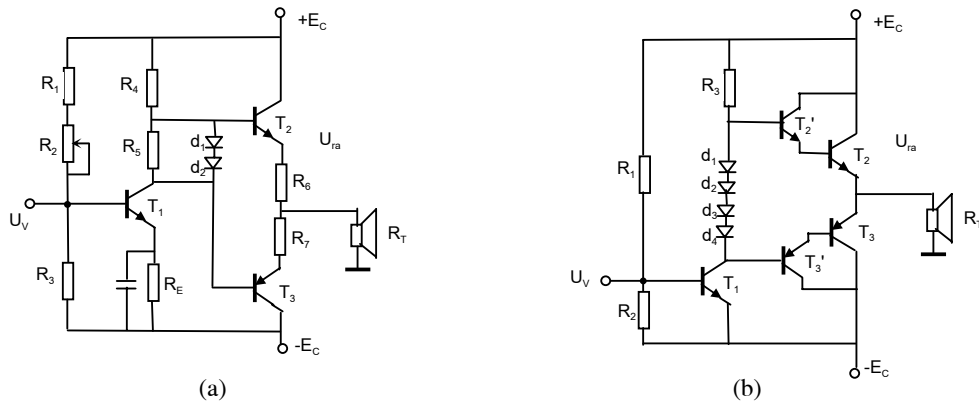 +E_C
R_1
R_4
R_2
R_5
d_1
d_2
T_2
U_ra
R_6
U_V
T_1
R_7
R_T
R_3
R_E
T_3
-E_C
(a)
+E_C
R_3
T_2'
U_ra
T_2
R_1
d_1
d_2
d_3
d_4
R_T
T_3
T_3'
U_V
T_1
R_2
-E_C
(b)